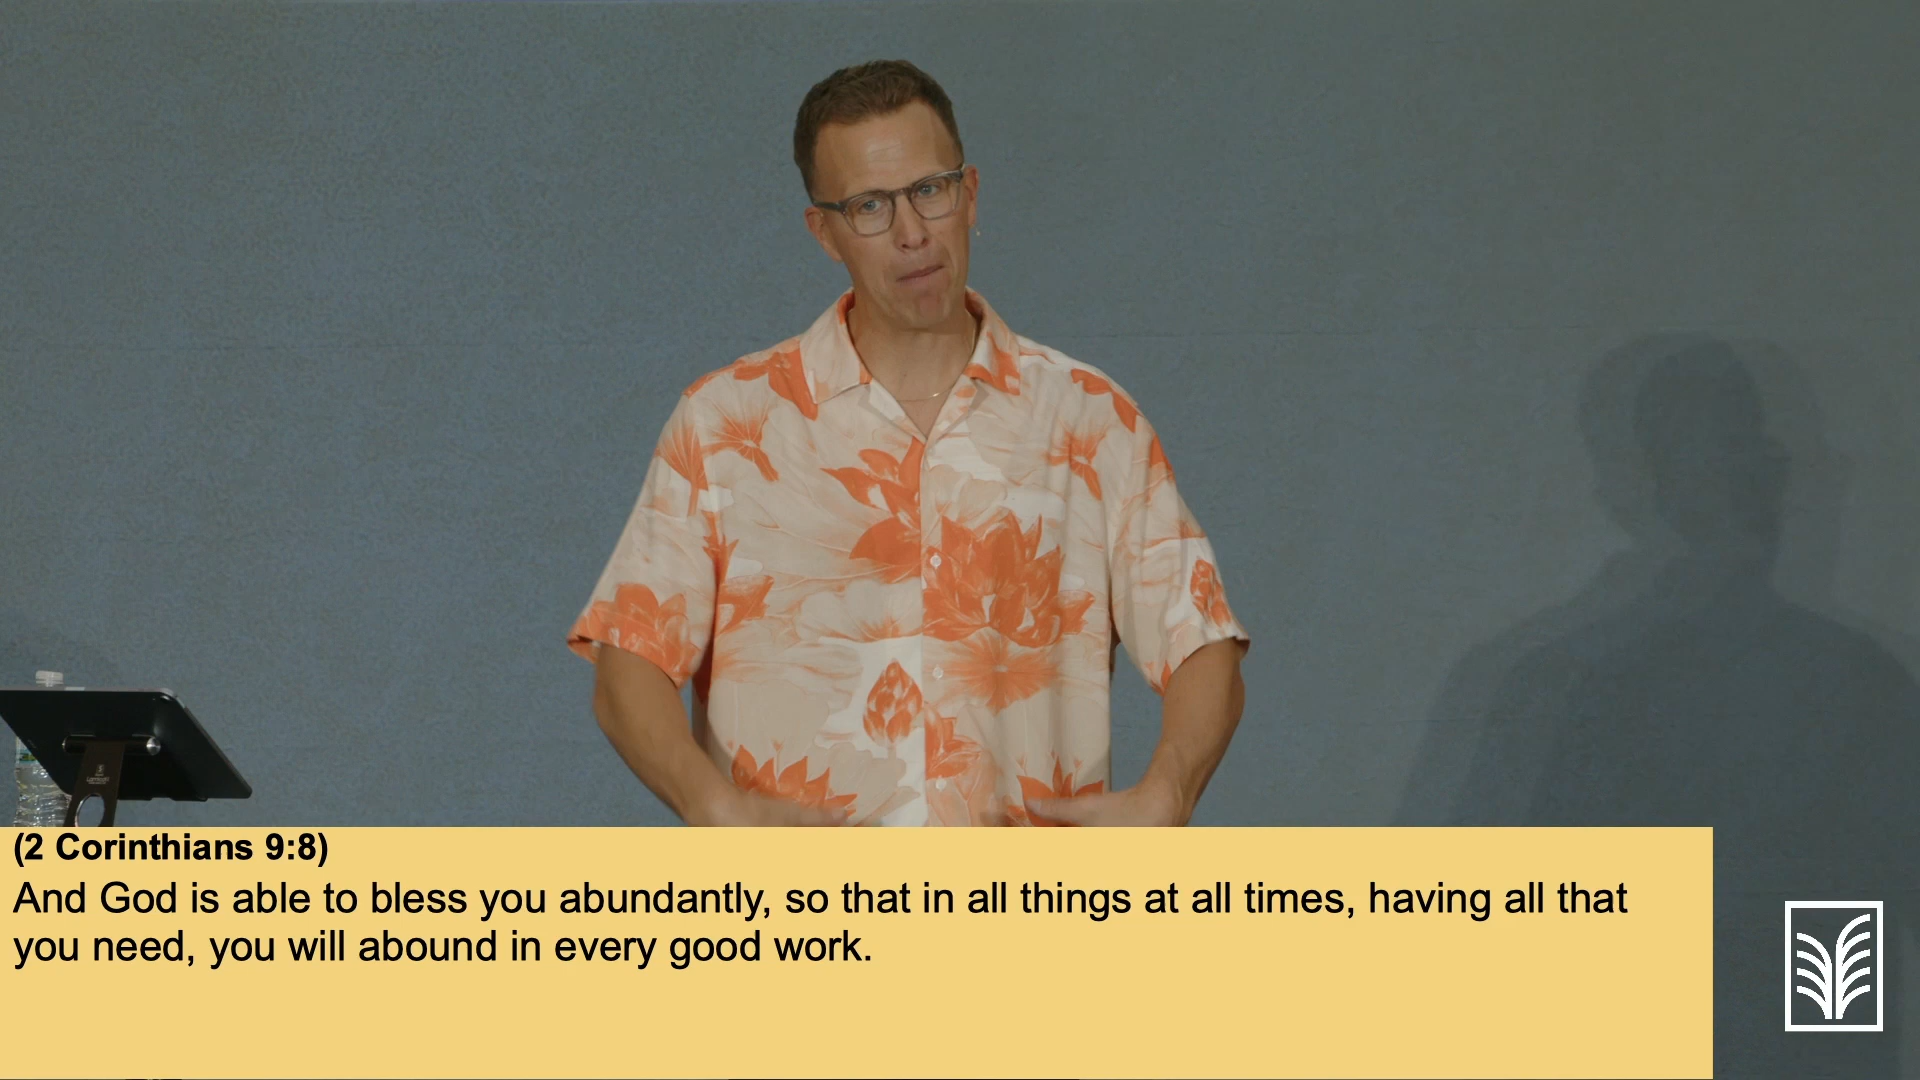 (2 Corinthians 9:8)
And God is able to bless you abundantly, so that in all things at all times, having all that
you need, you will abound in every good work.